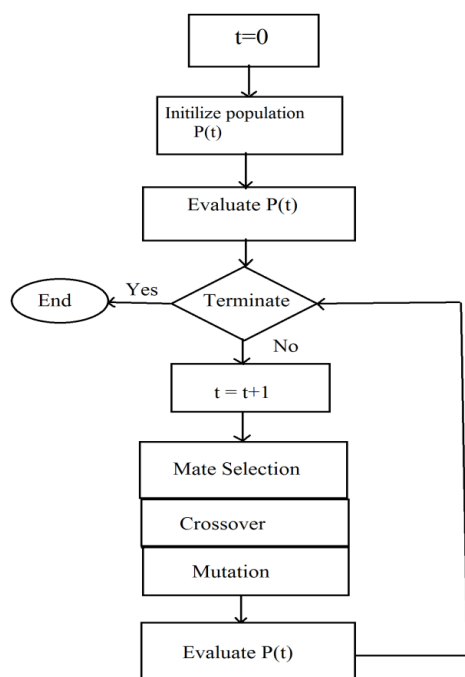 t=0
Initilize population
P(t)
Evaluate P(t)
Yes
End
Terminate
No
t = t+1
Mate Selection
Crossover
Mutation
Evaluate P(t)